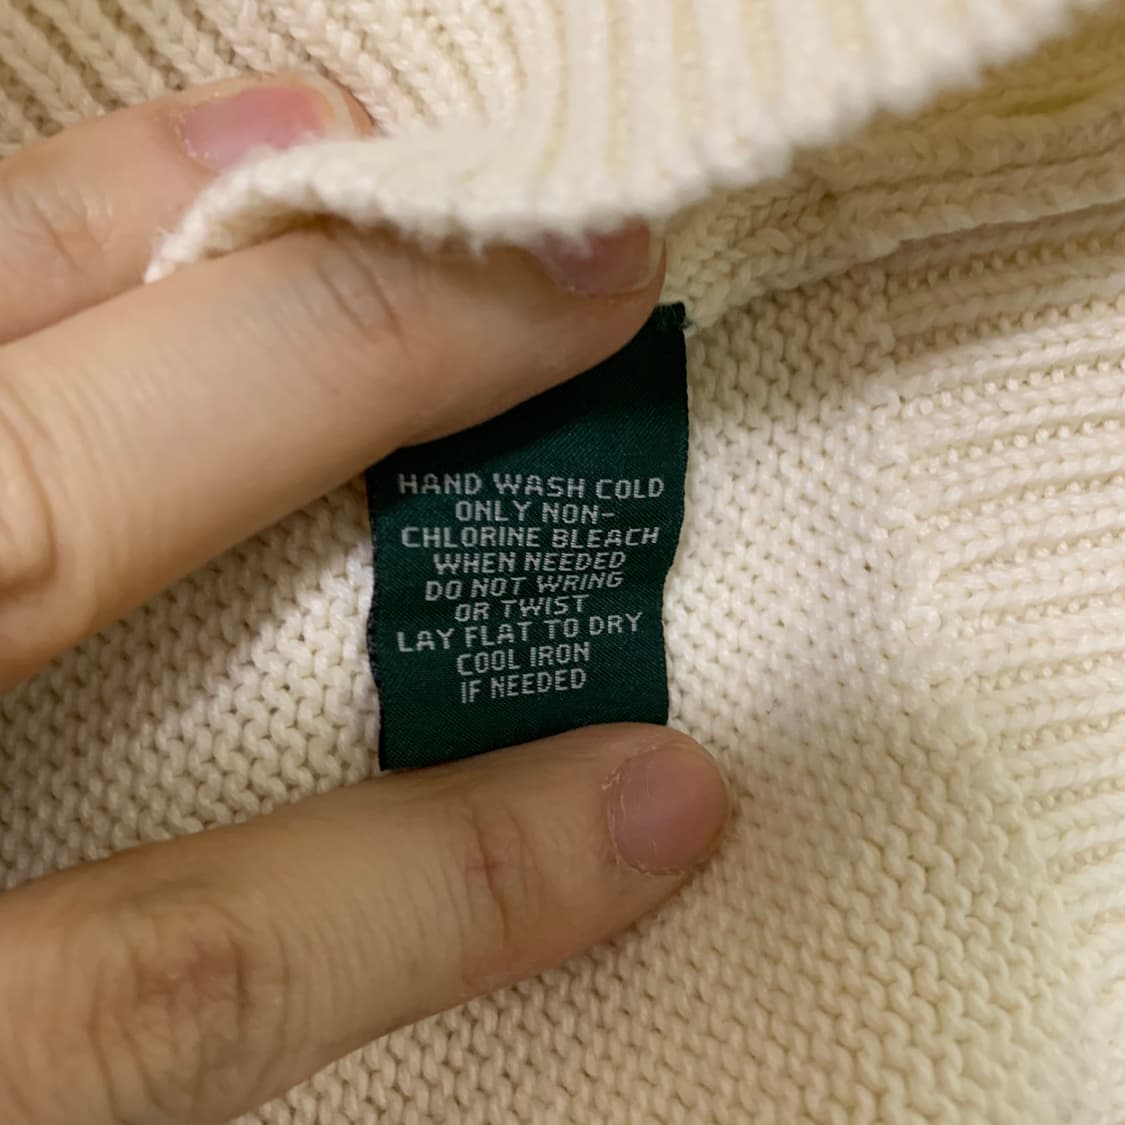 HAND WASH COLD
ONLY NON-
CHLORINE BLEACH
WHEN NEEDED
DO NOT WRING
OR TWIST
LAY FLAT TO DRY
COOL IRON
IF NEEDED